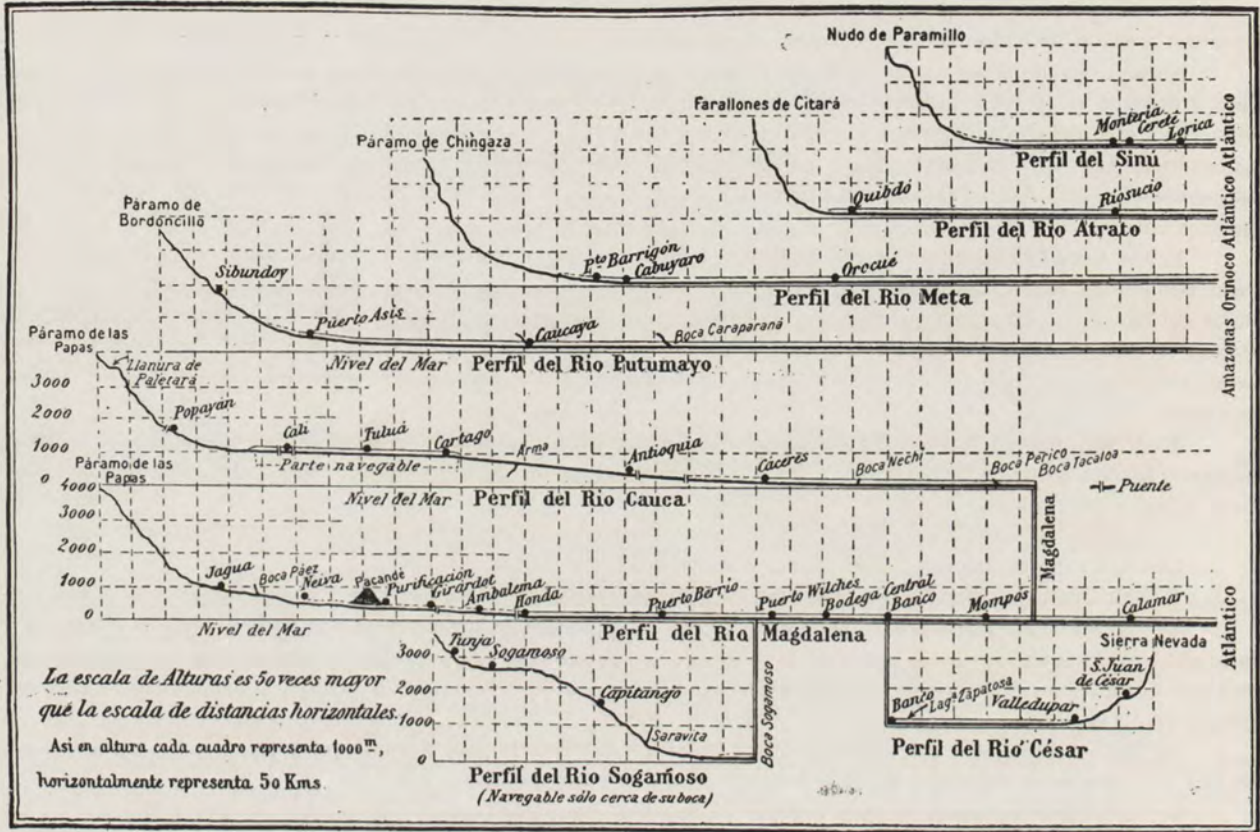 Nudo de Paramillo
Montería
Cereté
Lorica
Perfil del Sinú
Farallones de Citará
Quibdó
Ríosucio
Perfil del Rio Atrato
Páramo de Chingaza
Pto Barrigón
Cabuyaro
Orocué
Perfil del Rio Meta
Páramo de
Bordoncillo
Sibundoy
Puerto Asís
Caucaya
Boca Caraparaná
Nivel del Mar
Perfil del Rio Putumayo
Amazonas Orinoco Atlántico Atlántico
Páramo de las
Papas
Llanura de
Paletará
3000
2000
1000
0
Popayán
Cali
Tuluá
Cartago
Arma
Antioquia
Cáceres
Boca Nechí
Boca Perico
Boca Tacaloa
Parte navegable
Nivel del Mar
Perfil del Rio Cauca
Puente
Magdalena
Páramo de las
Papas
4000
3000
2000
1000
0
Jagua
Boca Páez
Neiva
Pacandé
Purificación
Girardot
Ambalema
Honda
Puerto Berrío
Puerto Wilches
Bodega Central
Banco
Mompós
Calamar
Nivel del Mar
Perfil del Rio Magdalena
Atlántico
3000
2000
1000
0
Tunja
Sogamoso
Capitanejo
Saravita
Boca Sogamoso
Perfil del Rio Sogamoso
(Navegable sólo cerca de su boca)
Sierra Nevada
S. Juan
de César
Banco
Lag. Zapatosa
Valledupar
Perfil del Rio César
La escala de Alturas es 50 veces mayor
que la escala de distancias horizontales.
Asi en altura cada cuadro representa 1000 m,
horizontalmente representa 50 Kms.